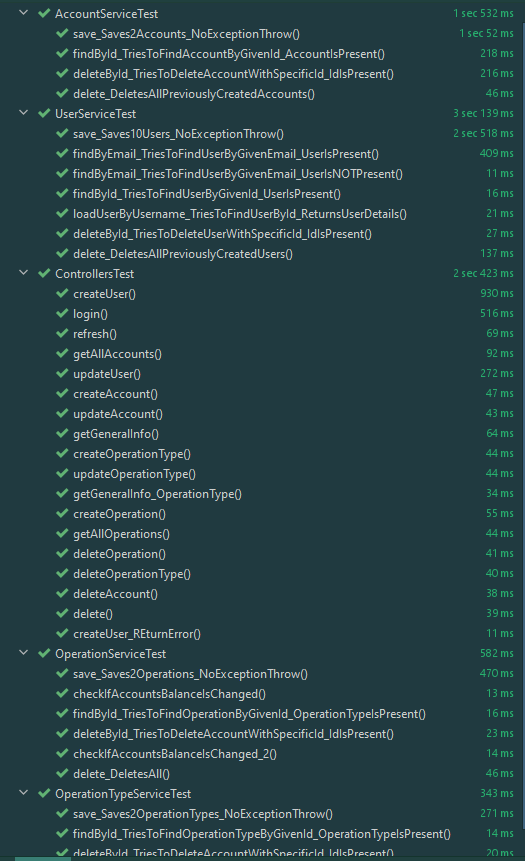 AccountServiceTest 1 sec 532 ms
save_Saves2Accounts_NoExceptionThrow() 1 sec 52 ms
findById_TriesToFindAccountByGivenId_AccountIsPresent() 218 ms
deleteById_TriesToDeleteAccountWithSpecificId_IdIsPresent() 216 ms
delete_DeletesAllPreviouslyCreatedAccounts() 46 ms
UserServiceTest 3 sec 139 ms
save_Saves10Users_NoExceptionThrow() 2 sec 518 ms
findByEmail_TriesToFindUserByGivenEmail_UserIsPresent() 409 ms
findByEmail_TriesToFindUserByGivenEmail_UserIsNOTPresent() 11 ms
findById_TriesToFindUserByGivenId_UserIsPresent() 16 ms
loadUserByUsername_TriesToFindUserById_ReturnsUserDetails() 21 ms
deleteById_TriesToDeleteUserWithSpecificId_IdIsPresent() 27 ms
delete_DeletesAllPreviouslyCreatedUsers() 137 ms
ControllersTest 2 sec 423 ms
createUser() 930 ms
login() 516 ms
refresh() 69 ms
getAllAccounts() 92 ms
updateUser() 272 ms
createAccount() 47 ms
updateAccount() 43 ms
getGeneralInfo() 64 ms
createOperationType() 44 ms
updateOperationType() 44 ms
getGeneralInfo_OperationType() 34 ms
createOperation() 55 ms
getAllOperations() 44 ms
deleteOperation() 41 ms
deleteOperationType() 40 ms
deleteAccount() 38 ms
delete() 39 ms
createUser_REturnError() 11 ms
OperationServiceTest 582 ms
save_Saves2Operations_NoExceptionThrow() 470 ms
checkIfAccountsBalanceIsChanged() 13 ms
findById_TriesToFindOperationByGivenId_OperationTypeIsPresent() 16 ms
deleteById_TriesToDeleteAccountWithSpecificId_IdIsPresent() 23 ms
checkIfAccountsBalanceIsChanged_2() 14 ms
delete_DeletesAll() 46 ms
OperationTypeServiceTest 343 ms
save_Saves2OperationTypes_NoExceptionThrow() 271 ms
findById_TriesToFindOperationTypeByGivenId_OperationTypeIsPresent() 14 ms
deleteById_TriesToDeleteAccountWithSpecificId_IdIsPresent() 20 ms